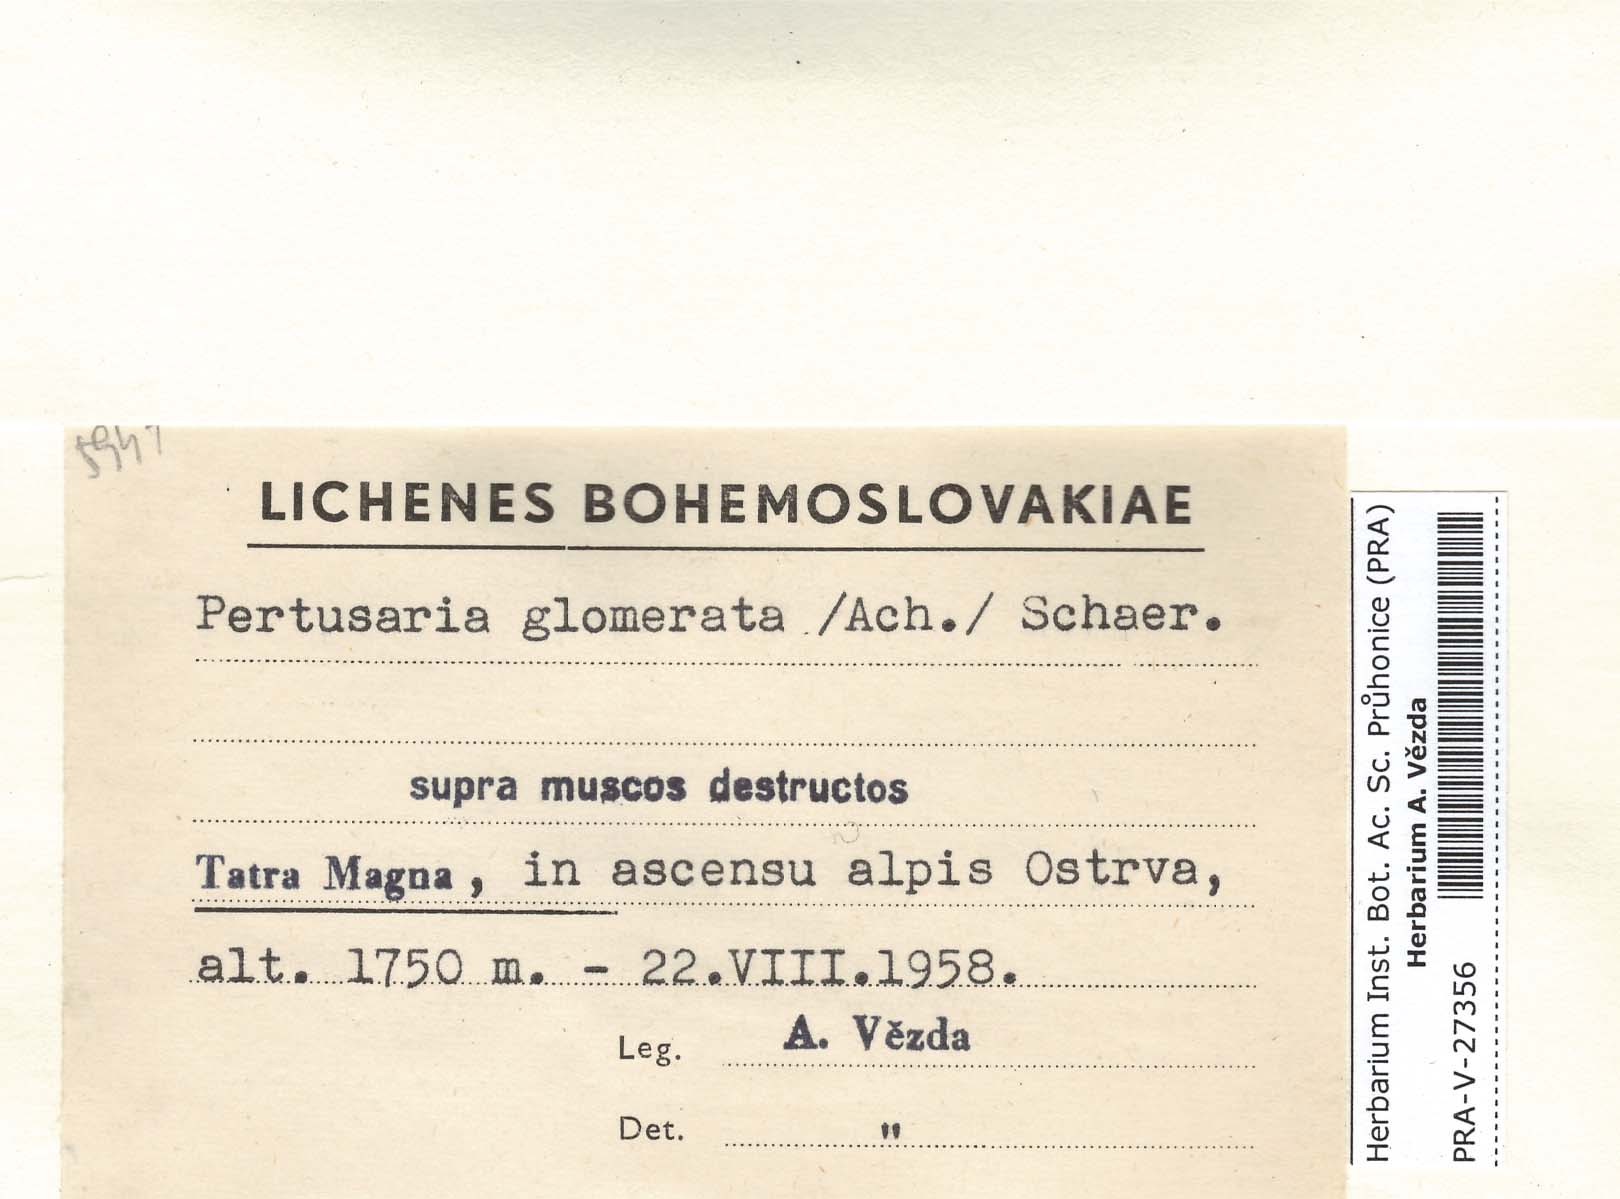 LICHENES BOHEMOSLOVAKIAE
Pertusaria glomerata /Ach./ Schaer.
supra muscos destructos
Tatra Magna, in ascensu alpis Ostrva,
alt. 1750 m. - 22.VIII.1958.
Leg. A. Vězda
Det. "
Herbarium Inst. Bot. Ac. Sc. Průhonice (PRA)
Herbarium A. Vězda
PRA-V-27356